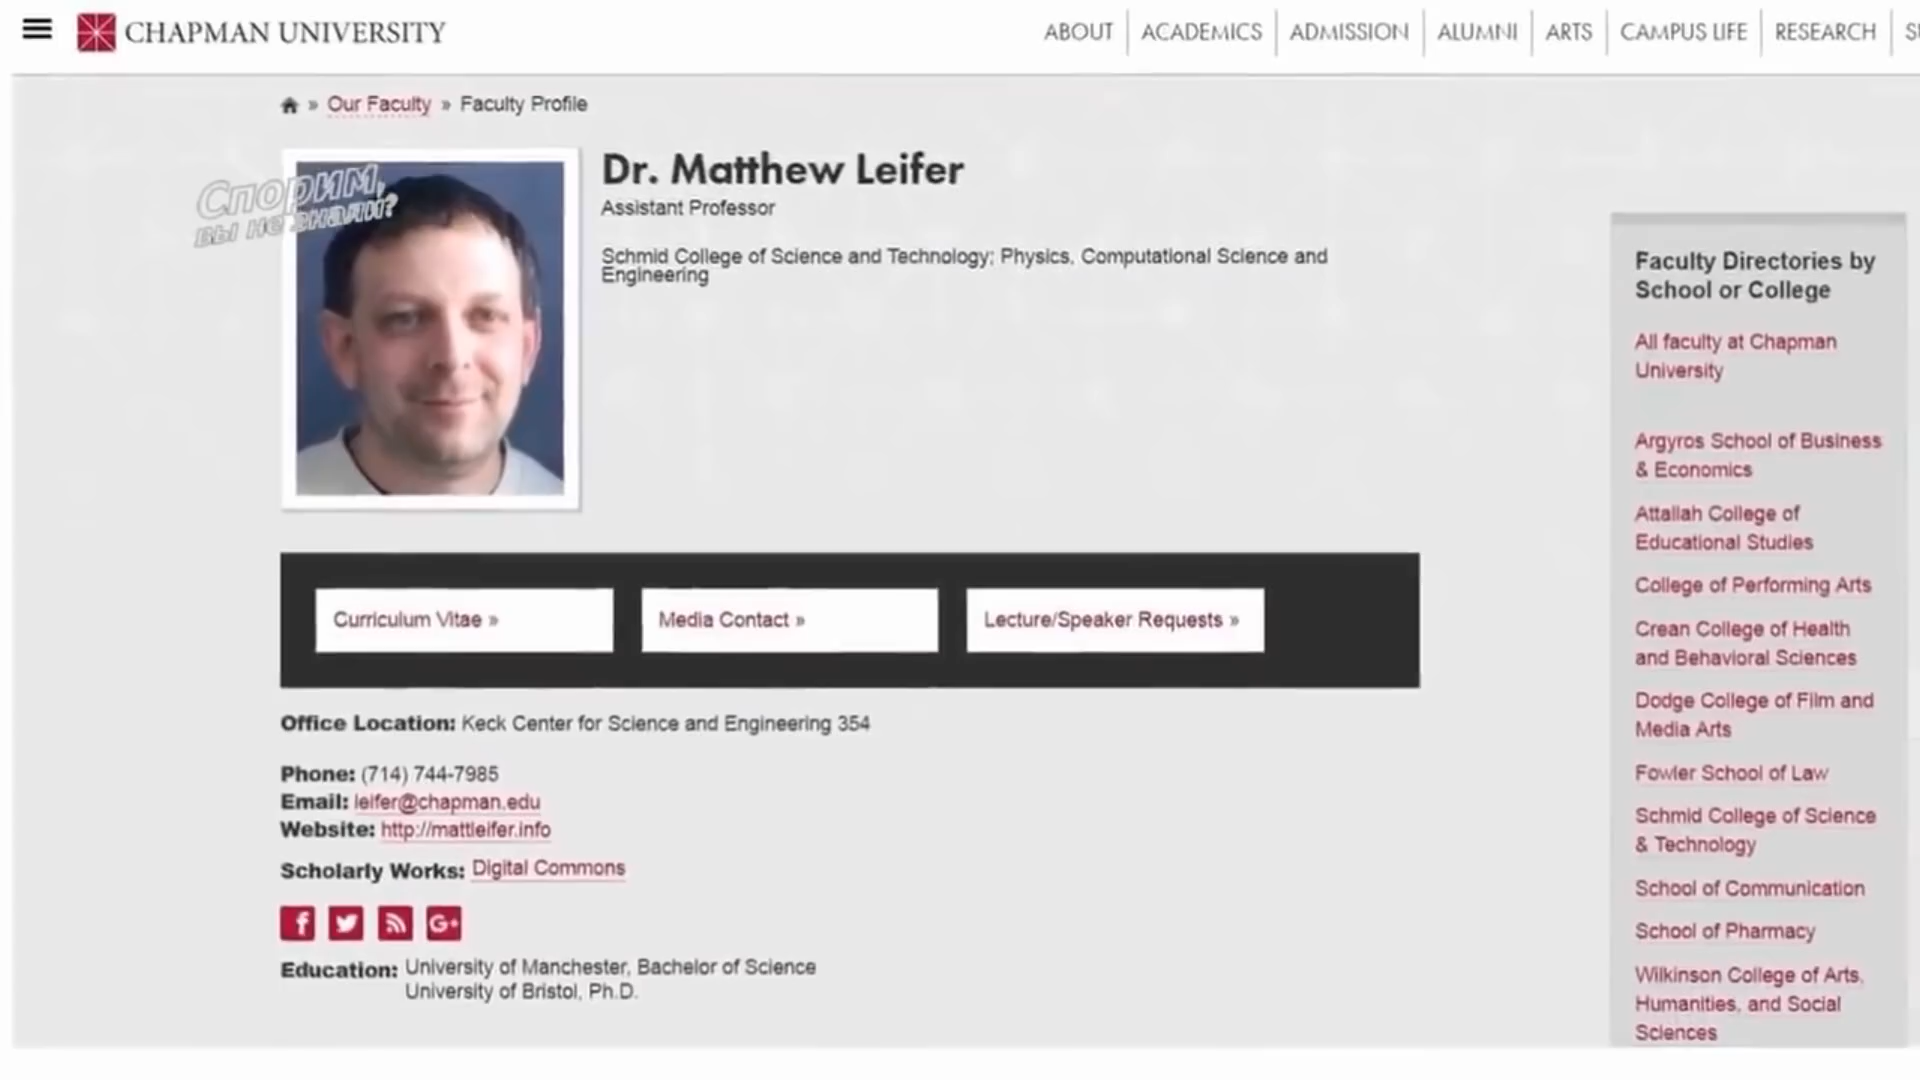 CHAPMAN UNIVERSITY
ABOUT
ACADEMICS
ADMISSION
ALUMNI
ARTS
CAMPUS LIFE
RESEARCH
» Our Faculty » Faculty Profile
Спорим,
вы не знали?
Dr. Matthew Leifer
Assistant Professor
Schmid College of Science and Technology; Physics, Computational Science and
Engineering
Curriculum Vitae »
Media Contact »
Lecture/Speaker Requests »
Office Location: Keck Center for Science and Engineering 354
Phone: (714) 744-7985
Email: leifer@chapman.edu
Website: http://mattleifer.info
Scholarly Works: Digital Commons
G+
Education: University of Manchester, Bachelor of Science
University of Bristol, Ph.D.
Faculty Directories by
School or College
All faculty at Chapman
University
Argyros School of Business
& Economics
Attallah College of
Educational Studies
College of Performing Arts
Crean College of Health
and Behavioral Sciences
Dodge College of Film and
Media Arts
Fowler School of Law
Schmid College of Science
& Technology
School of Communication
School of Pharmacy
Wilkinson College of Arts,
Humanities, and Social
Sciences